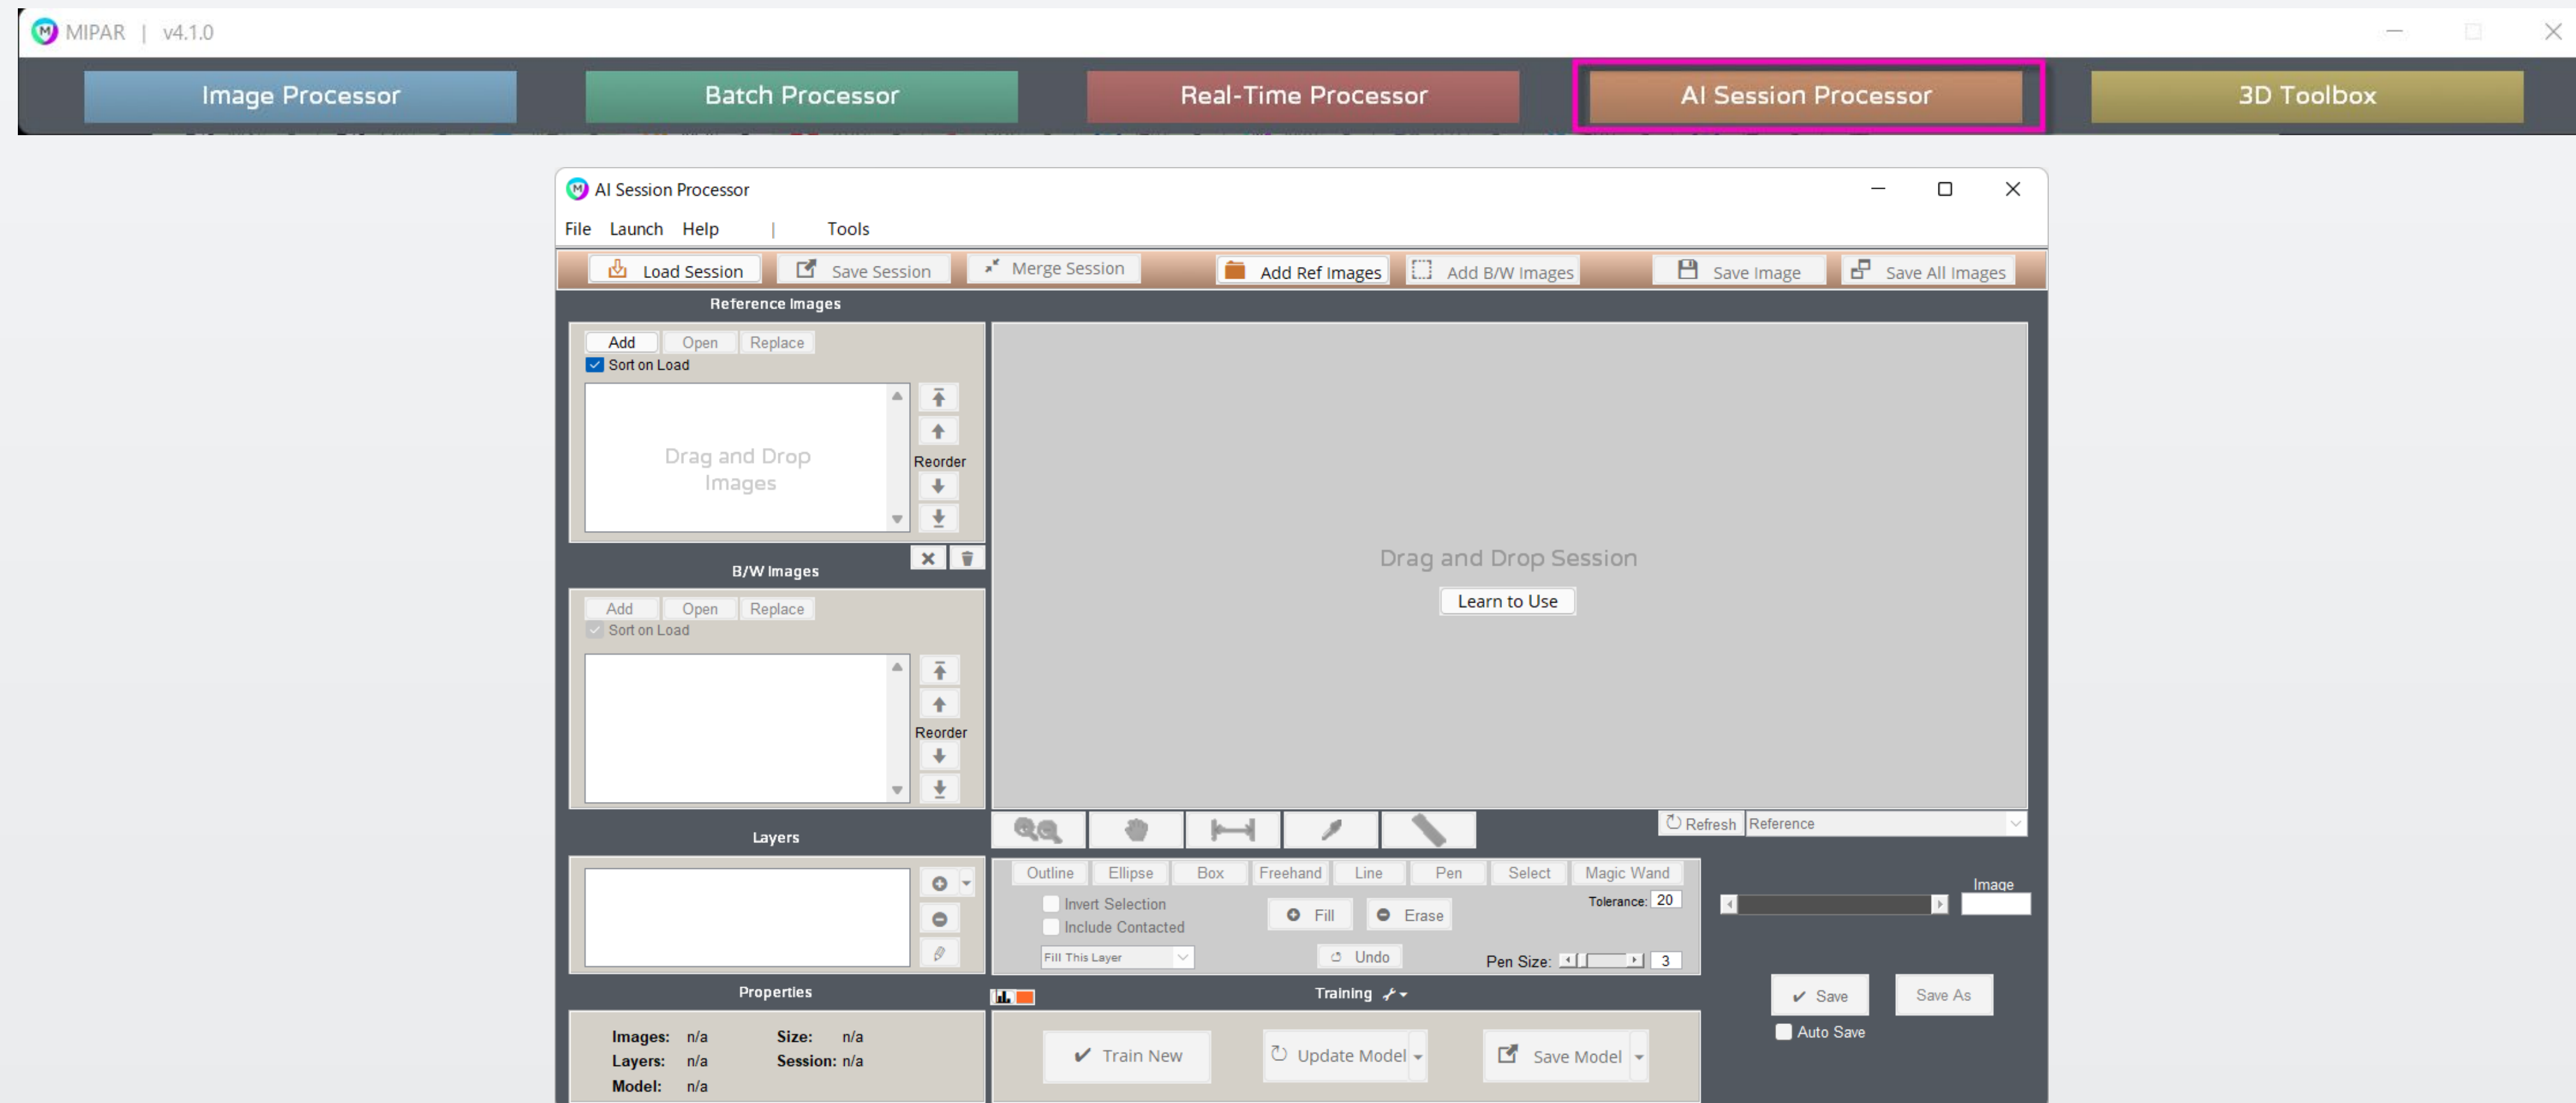 MIPAR | v4.1.0
Image Processor
Batch Processor
Real-Time Processor
AI Session Processor
3D Toolbox
AI Session Processor
File Launch Help | Tools
Load Session
Save Session
Merge Session
Add Ref Images
Add B/W Images
Save Image
Save All Images
Reference Images
Add Open Replace
Sort on Load
Drag and Drop
Images
Reorder
B/W Images
Add Open Replace
Sort on Load
Reorder
Drag and Drop Session
Learn to Use
Refresh Reference
Layers
Outline Ellipse Box Freehand Line Pen Select Magic Wand
Invert Selection
Include Contacted
Fill Erase
Tolerance: 20
Fill This Layer
Undo
Pen Size: 3
Image
Properties
Images: n/a Size: n/a
Layers: n/a Session: n/a
Model: n/a
Training
Train New
Update Model
Save Model
Save
Save As
Auto Save